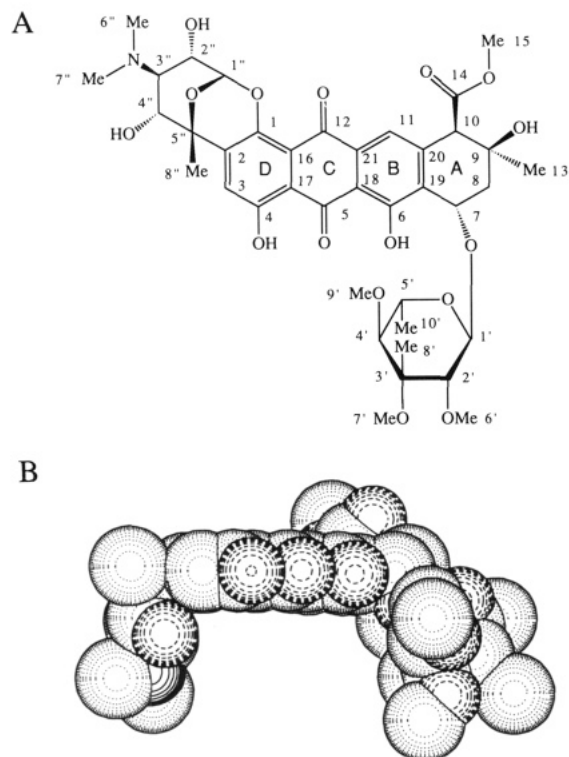 A
6" Me OH Me 15
7" Me N 3" 2" 1" 14 O O
4" O O O 12 11 10 OH
HO 5" 1 16 21 20 9
Me 2 D C B A Me 13
8" 3 17 18 19 8
4 5 6 7
OH O OH O
5' O
9' MeO Me 10' 1'
4' Me 8'
3' 2'
7' MeO OMe 6'
B